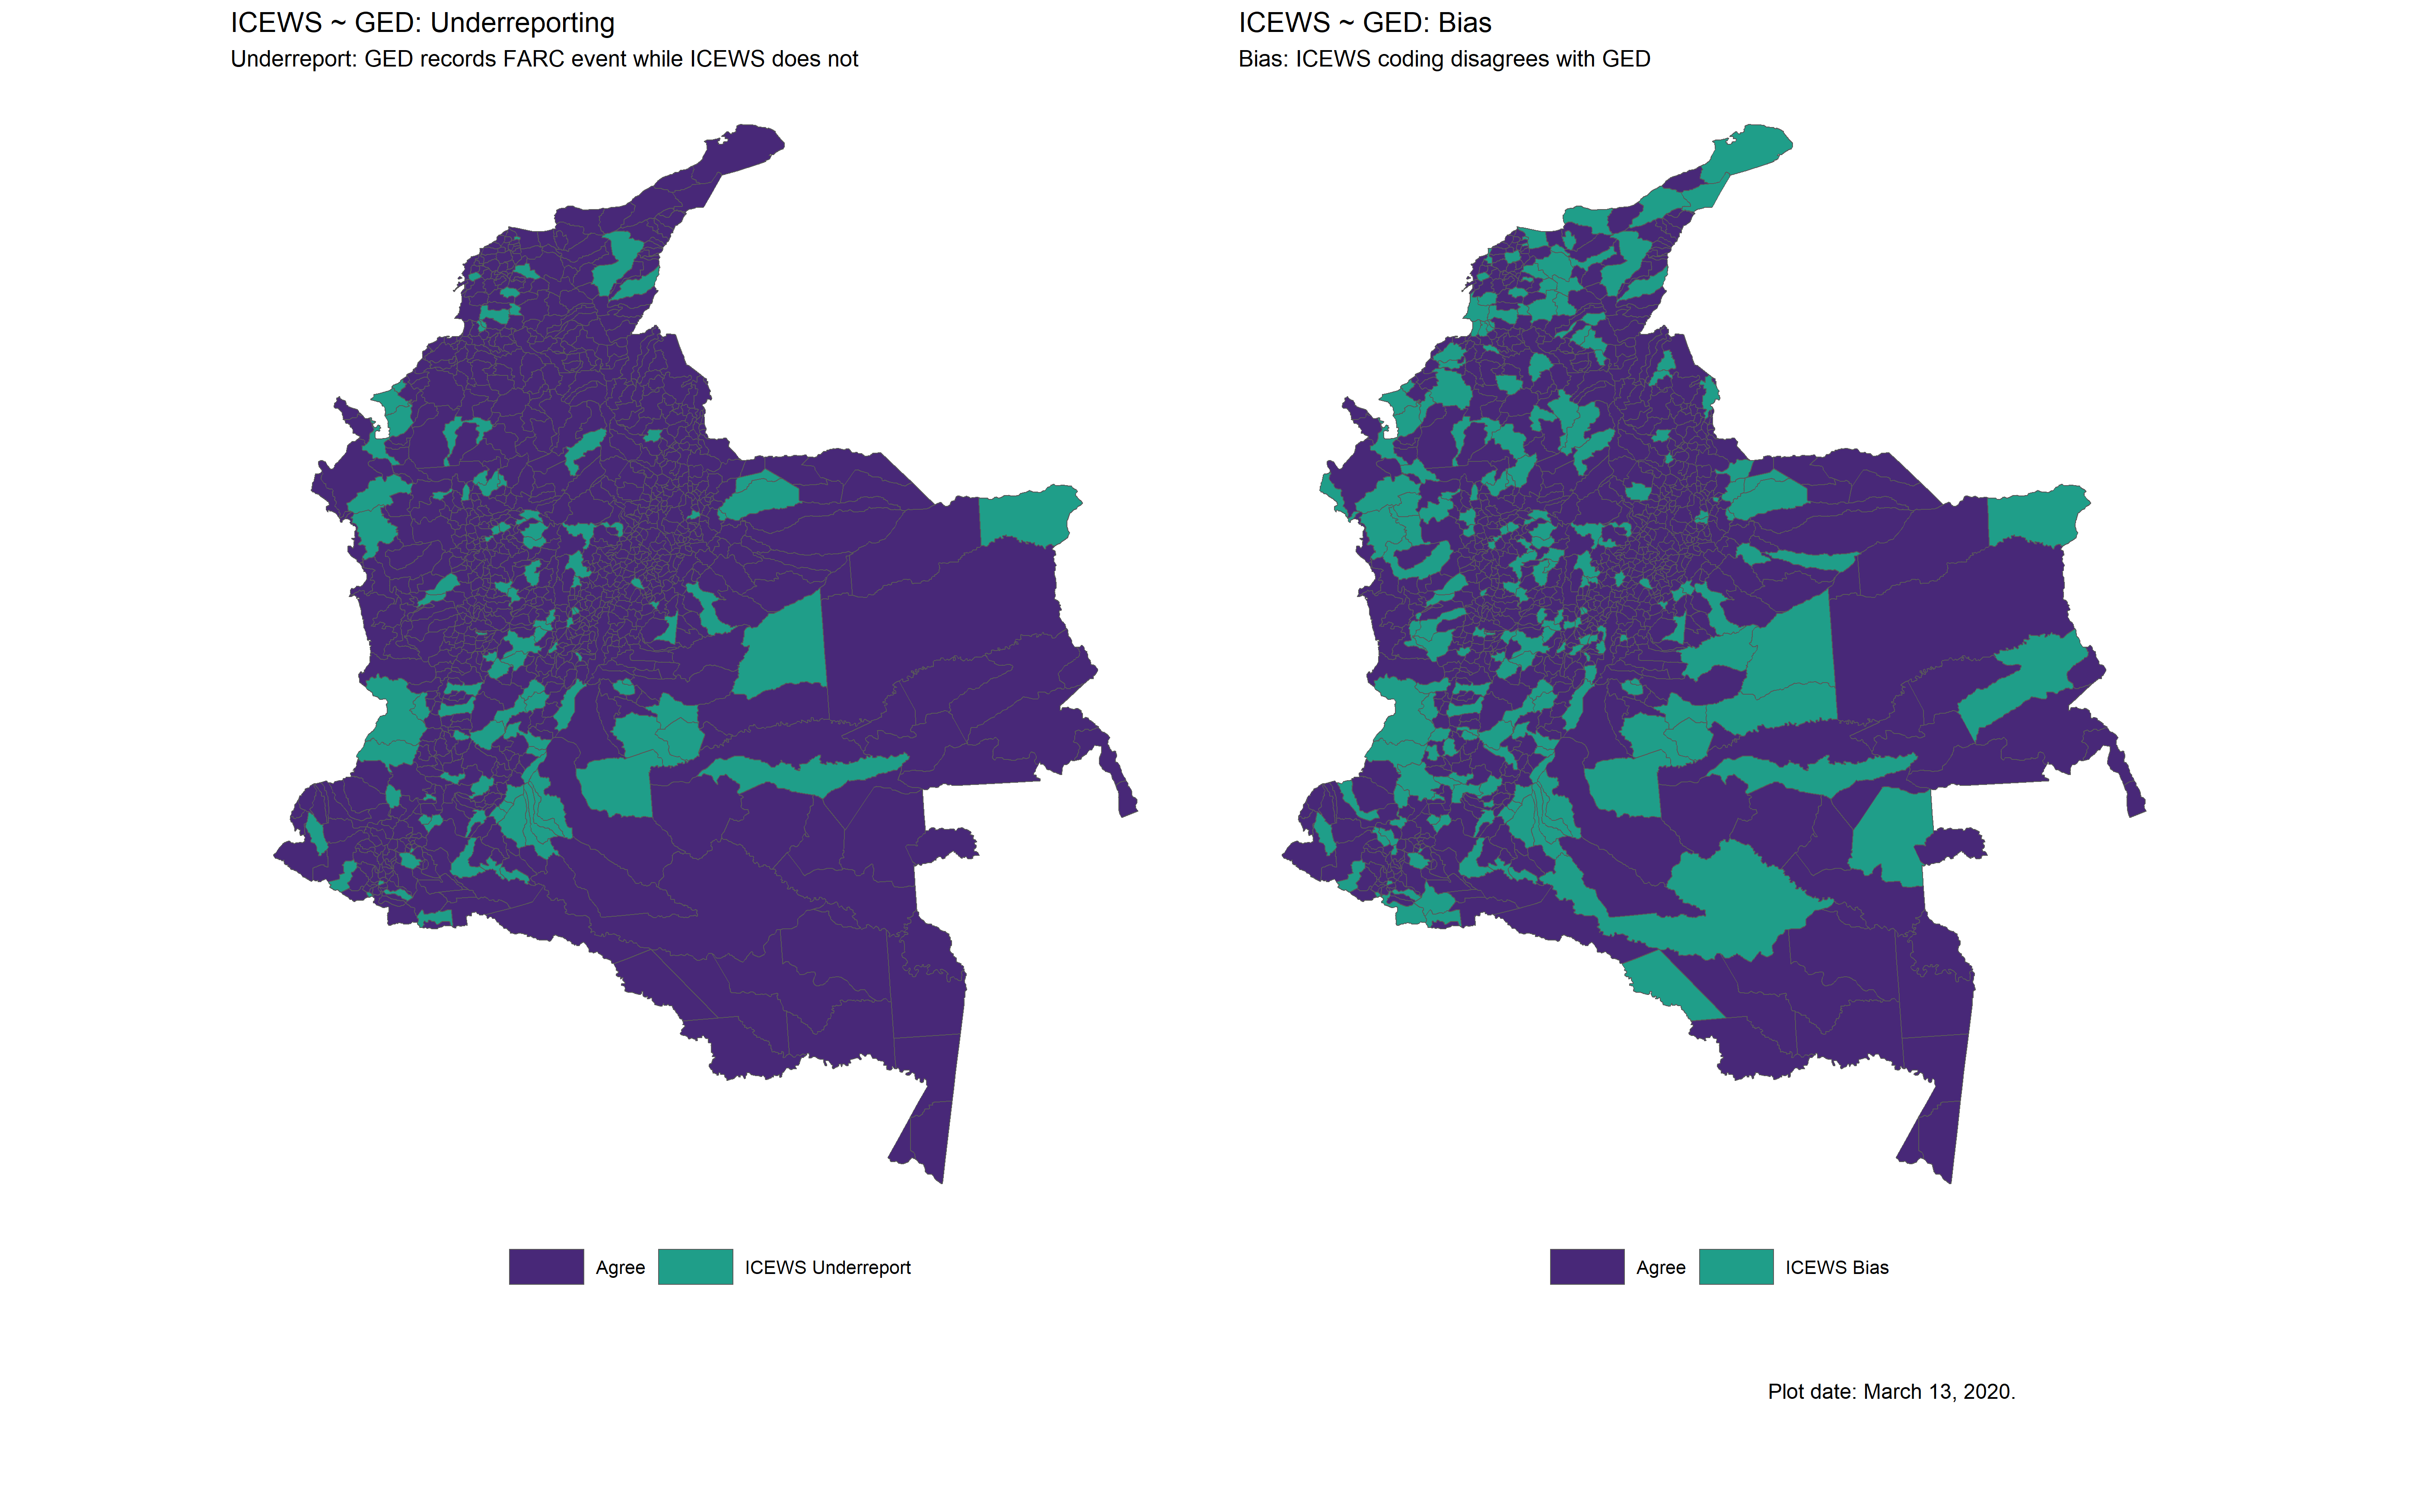 ICEWS ~ GED: Underreporting
Underreport: GED records FARC event while ICEWS does not
ICEWS ~ GED: Bias
Bias: ICEWS coding disagrees with GED
Agree
ICEWS Underreport
Agree
ICEWS Bias
Plot date: March 13, 2020.